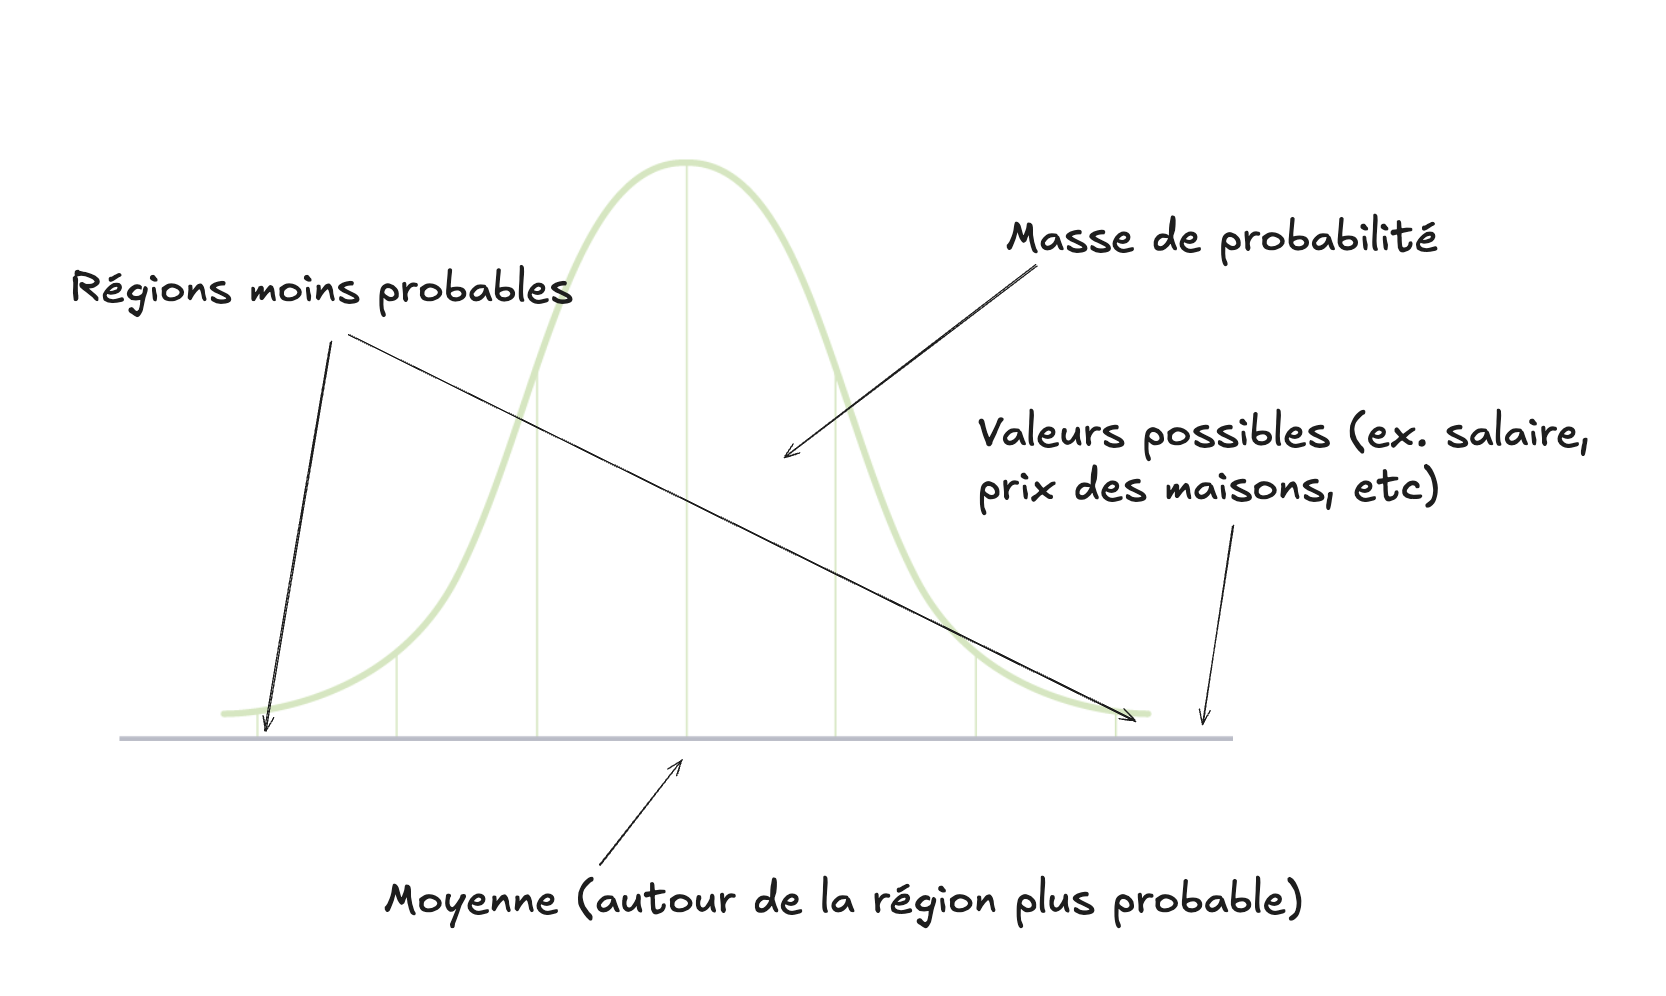 Masse de probabilité
Régions moins probables
Valeurs possibles (ex. salaire,
prix des maisons, etc)
Moyenne (autour de la région plus probable)